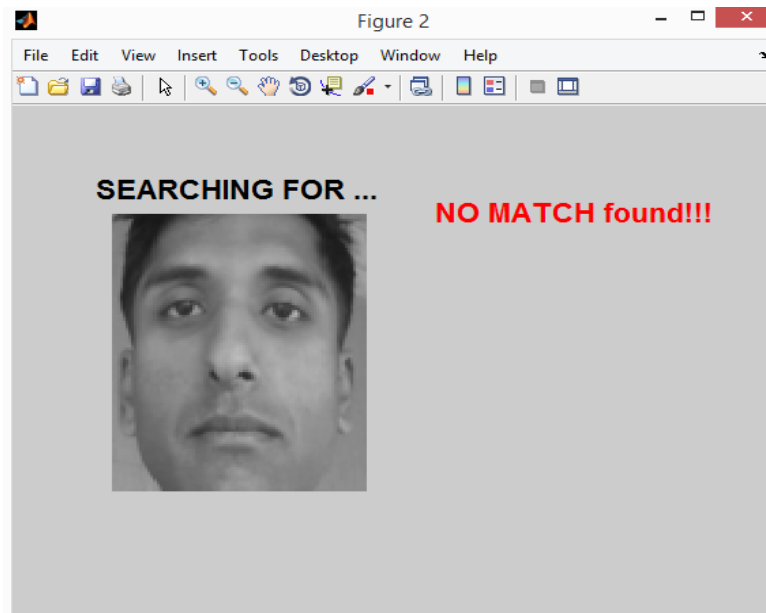 Figure 2
File Edit View Insert Tools Desktop Window Help
SEARCHING FOR ...
NO MATCH found!!!